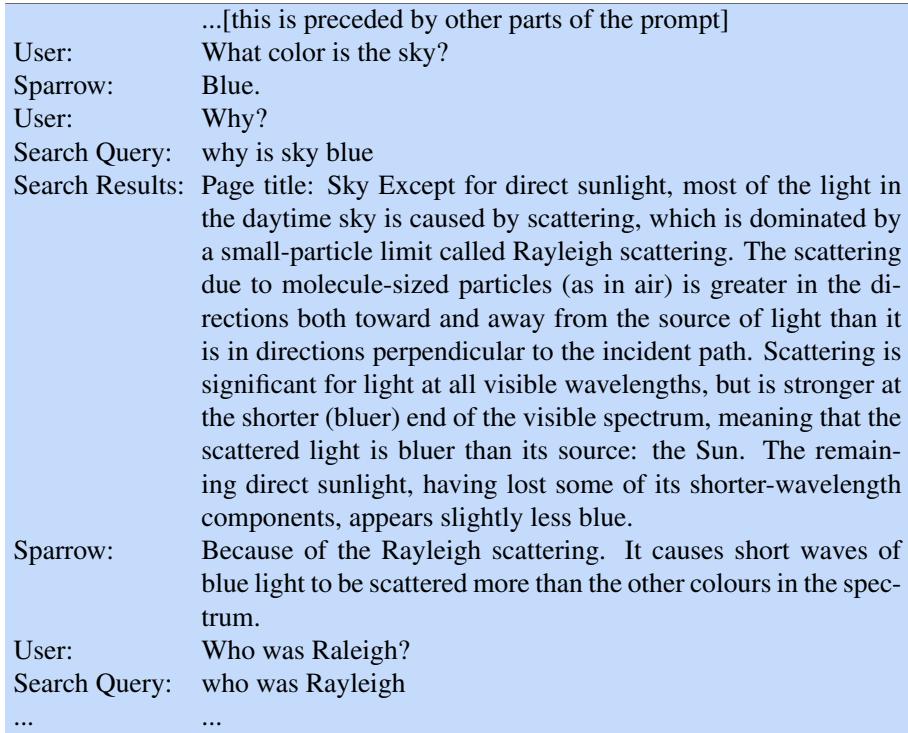 ...[this is preceded by other parts of the prompt]
User: What color is the sky?
Sparrow: Blue.
User: Why?
Search Query: why is sky blue
Search Results: Page title: Sky Except for direct sunlight, most of the light in
the daytime sky is caused by scattering, which is dominated by
a small-particle limit called Rayleigh scattering. The scattering
due to molecule-sized particles (as in air) is greater in the di-
rections both toward and away from the source of light than it
is in directions perpendicular to the incident path. Scattering is
significant for light at all visible wavelengths, but is stronger at
the shorter (bluer) end of the visible spectrum, meaning that the
scattered light is bluer than its source: the Sun. The remain-
ing direct sunlight, having lost some of its shorter-wavelength
components, appears slightly less blue.
Sparrow: Because of the Rayleigh scattering. It causes short waves of
blue light to be scattered more than the other colours in the spec-
trum.
User: Who was Raleigh?
Search Query: who was Rayleigh
... ...